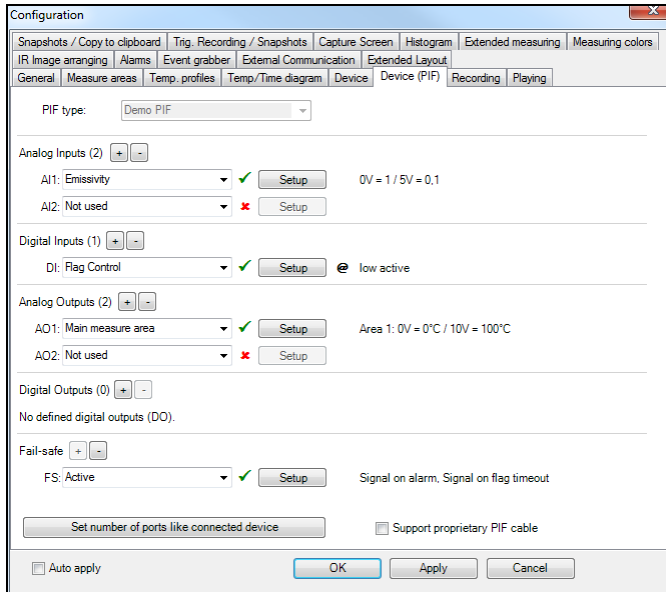 Configuration
Snapshots / Copy to clipboard Trig. Recording / Snapshots Capture Screen Histogram Extended measuring Measuring colors
IR Image arranging Alarms Event grabber External Communication Extended Layout
General Measure areas Temp. profiles Temp/Time diagram Device Device (PIF) Recording Playing
PIF type: Demo PIF
Analog Inputs (2) + -
AI1: Emissivity Setup 0V = 1 / 5V = 0,1
AI2: Not used Setup
Digital Inputs (1) + -
DI: Flag Control Setup @ low active
Analog Outputs (2) + -
AO1: Main measure area Setup Area 1: 0V = 0°C / 10V = 100°C
AO2: Not used Setup
Digital Outputs (0) + -
No defined digital outputs (DO).
Fail-safe + -
FS: Active Setup Signal on alarm, Signal on flag timeout
Set number of ports like connected device Support proprietary PIF cable
Auto apply OK Apply Cancel